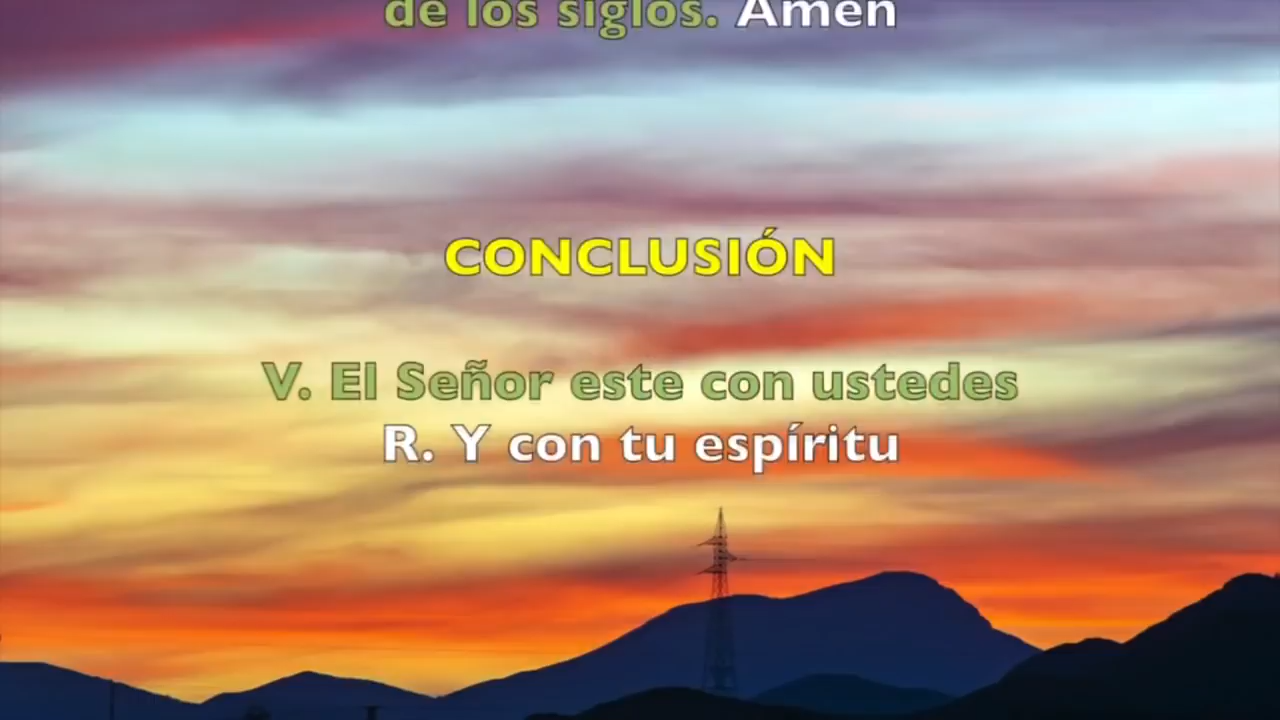 de los siglos. Amén
CONCLUSIÓN
V. El Señor este con ustedes
R. Y con tu espíritu